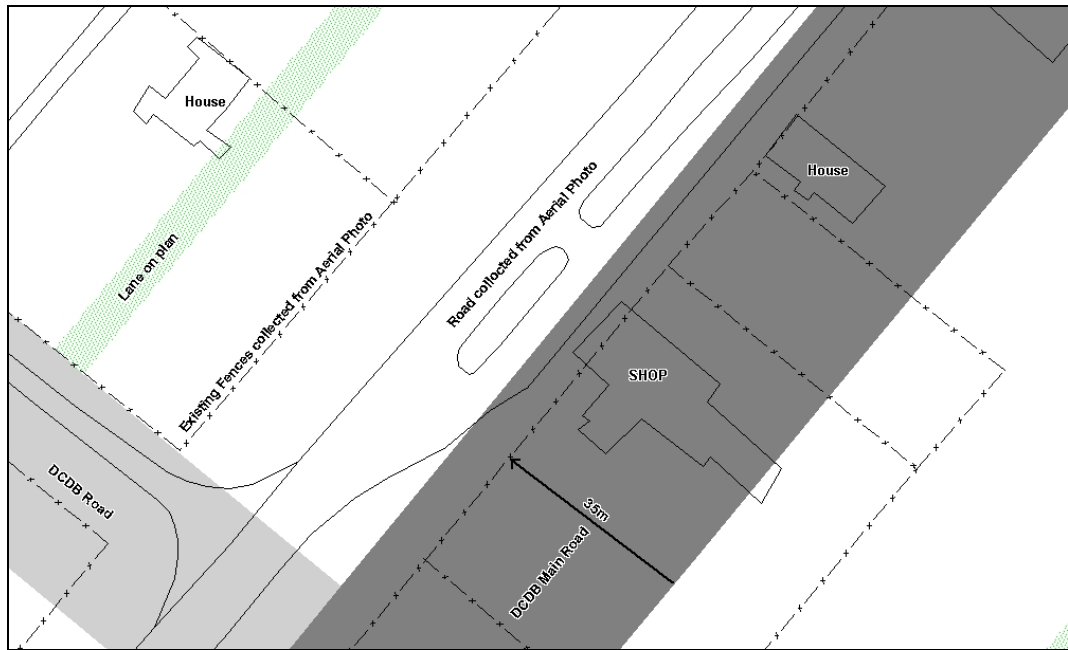 House
House
Lane on plan
Existing Fences collected from Aerial Photo
Road collected from Aerial Photo
SHOP
DCDB Road
35m
DCDB Main Road